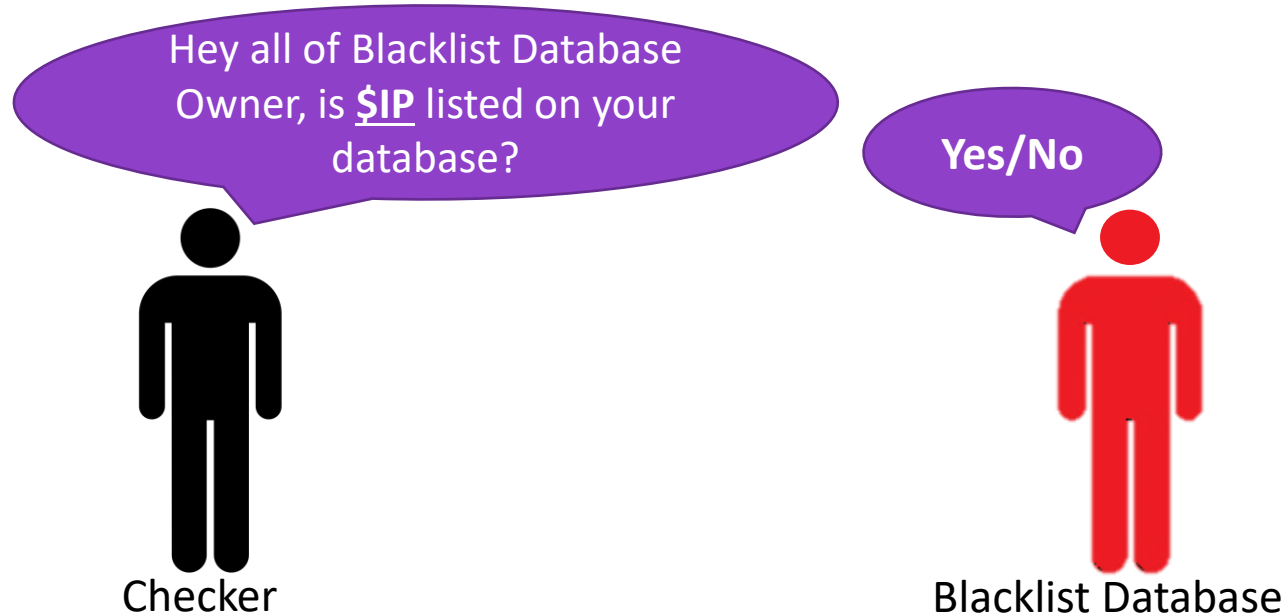 Hey all of Blacklist Database
Owner, is $IP listed on your
database?
Yes/No
Checker
Blacklist Database